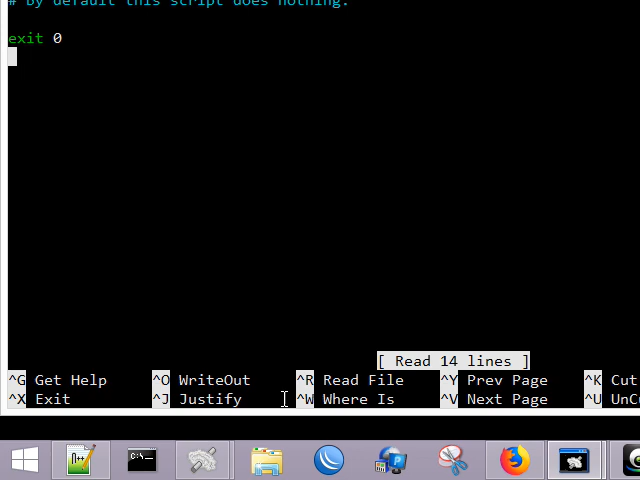 # By default this script does nothing.
exit 0
[ Read 14 lines ]
^G Get Help ^O WriteOut ^R Read File ^Y Prev Page ^K Cut
^X Exit ^J Justify ^W Where Is ^V Next Page ^U UnCu
C:\_